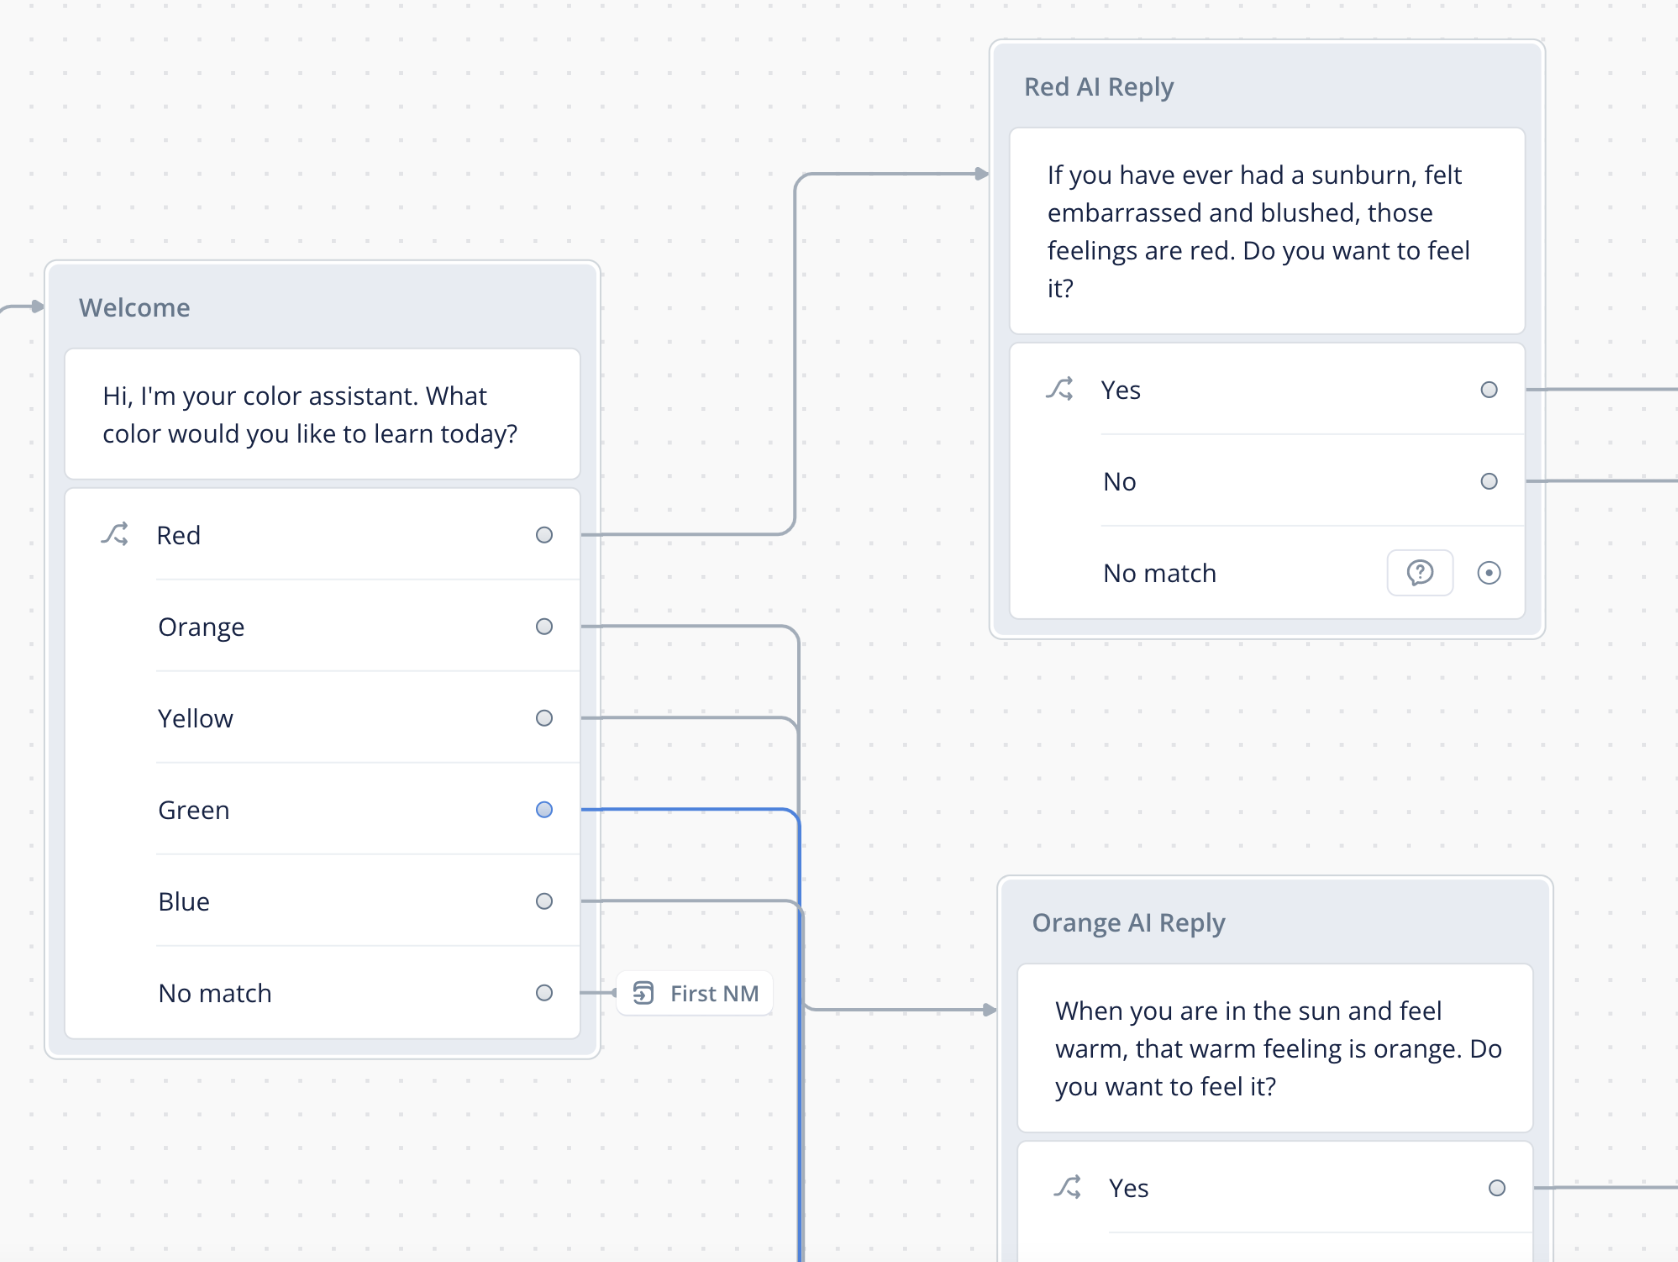 Red AI Reply
If you have ever had a sunburn, felt
embarrassed and blushed, those
feelings are red. Do you want to feel
it?
Yes
No
No match
Welcome
Hi, I'm your color assistant. What
color would you like to learn today?
Red
Orange
Yellow
Green
Blue
No match
First NM
Orange AI Reply
When you are in the sun and feel
warm, that warm feeling is orange. Do
you want to feel it?
Yes